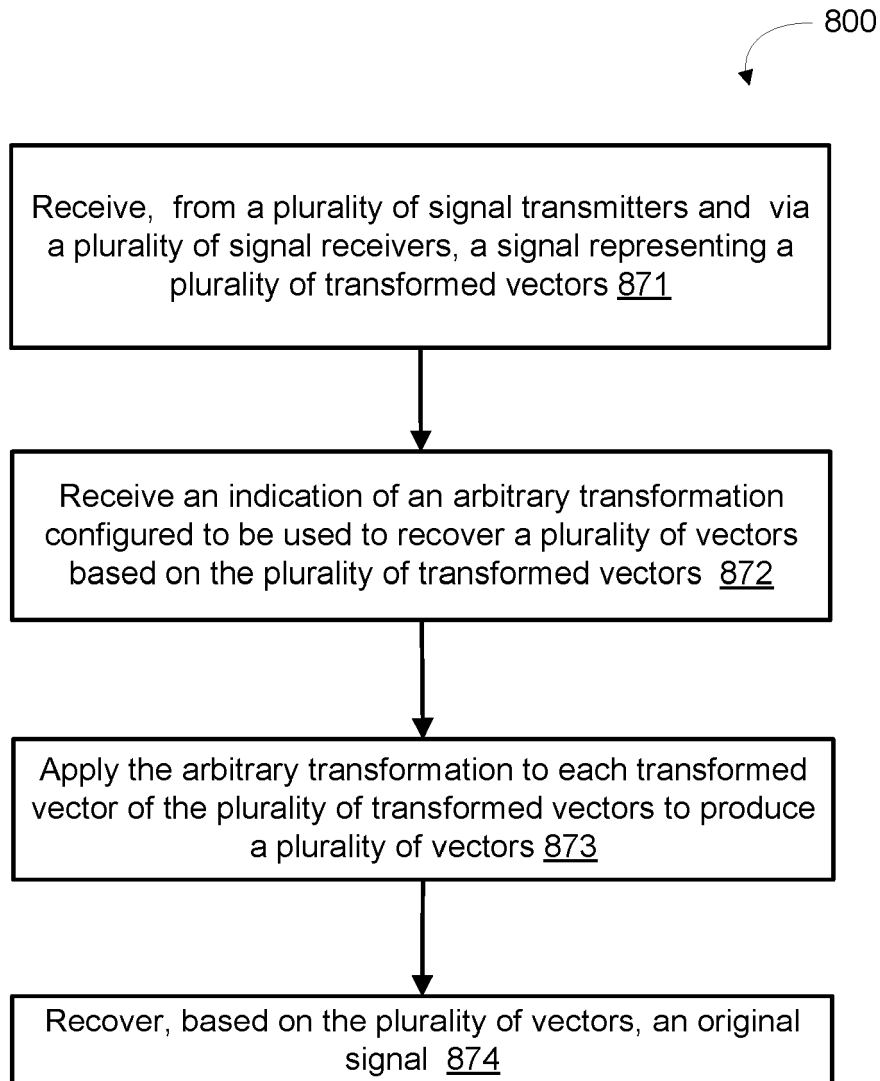 800
Receive, from a plurality of signal transmitters and via
a plurality of signal receivers, a signal representing a
plurality of transformed vectors 871
Receive an indication of an arbitrary transformation
configured to be used to recover a plurality of vectors
based on the plurality of transformed vectors 872
Apply the arbitrary transformation to each transformed
vector of the plurality of transformed vectors to produce
a plurality of vectors 873
Recover, based on the plurality of vectors, an original
signal 874